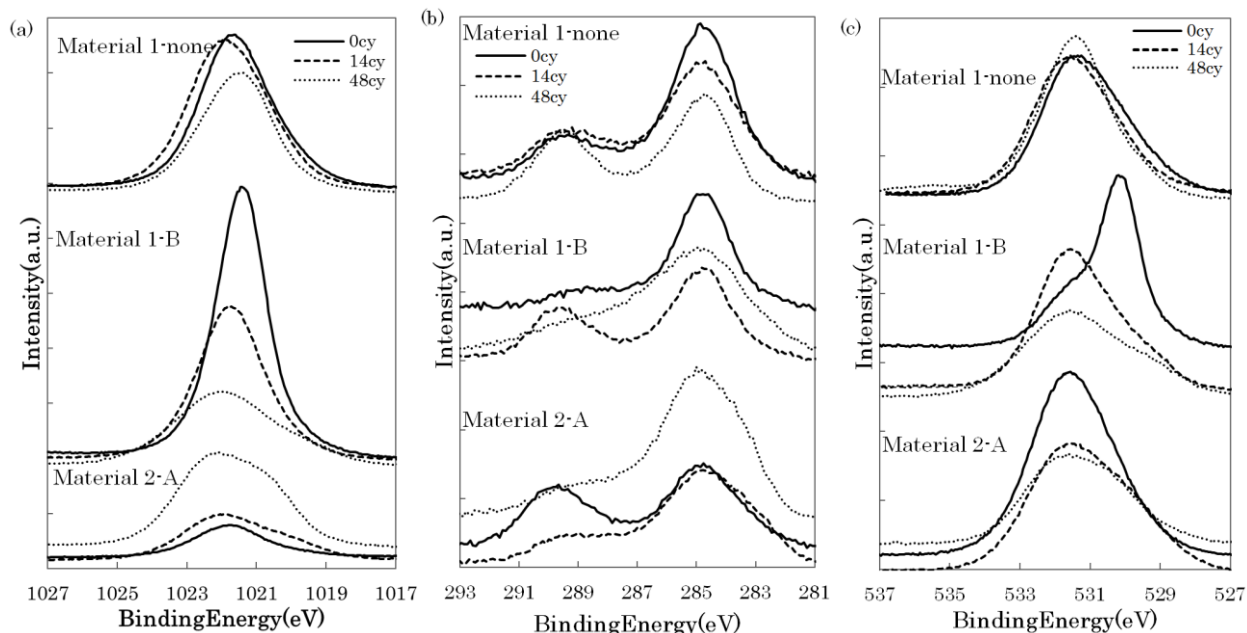 (a)
Material 1-none
0cy
14cy
48cy
Material 1-B
Material 2-A
Intensity(a.u.)
1027 1025 1023 1021 1019 1017
BindingEnergy(eV)
(b)
Material 1-none
0cy
14cy
48cy
Material 1-B
Material 2-A
Intensity(a.u.)
293 291 289 287 285 283 281
BindingEnergy(eV)
(c)
0cy
14cy
48cy
Material 1-none
Material 1-B
Material 2-A
Intensity(a.u.)
537 535 533 531 529 527
BindingEnergy(eV)